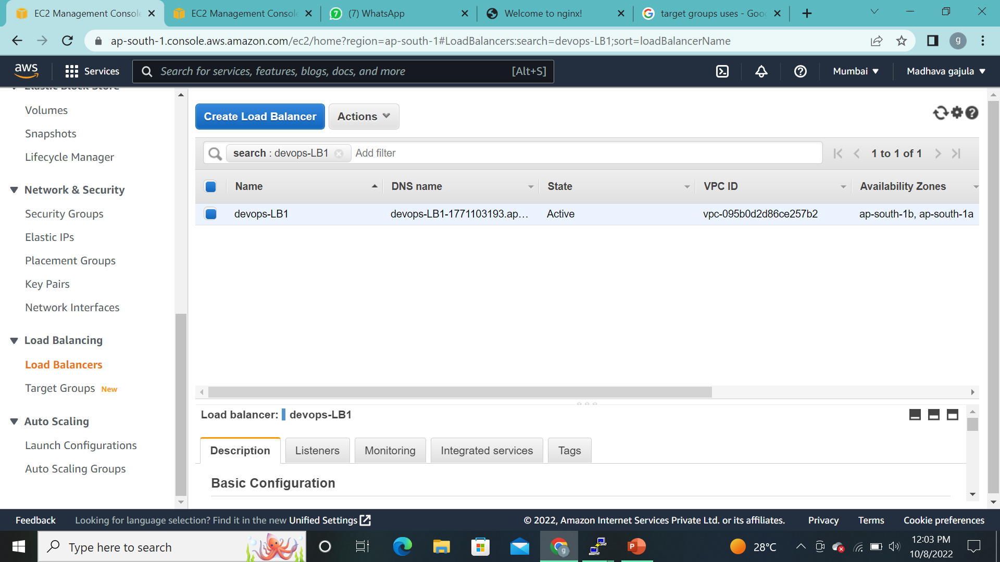 EC2 Management Console
EC2 Management Console
(7) WhatsApp
Welcome to nginx!
target groups uses - Goog
ap-south-1.console.aws.amazon.com/ec2/home?region=ap-south-1#LoadBalancers:search=devops-LB1;sort=loadBalancerName
g
aws
Services
Search for services, features, blogs, docs, and more
[Alt+S]
Mumbai
Madhava gajula
Elastic Block Store
Volumes
Snapshots
Lifecycle Manager
Network & Security
Security Groups
Elastic IPs
Placement Groups
Key Pairs
Network Interfaces
Load Balancing
Load Balancers
Target Groups New
Auto Scaling
Launch Configurations
Auto Scaling Groups
Create Load Balancer
Actions
search : devops-LB1
Add filter
1 to 1 of 1
Name DNS name State VPC ID Availability Zones
devops-LB1 devops-LB1-1771103193.ap... Active vpc-095b0d2d86ce257b2 ap-south-1b, ap-south-1a
Load balancer: devops-LB1
Description Listeners Monitoring Integrated services Tags
Basic Configuration
Feedback
Looking for language selection? Find it in the new Unified Settings
© 2022, Amazon Internet Services Private Ltd. or its affiliates.
Privacy Terms Cookie preferences
Type here to search
28°C
12:03 PM
10/8/2022